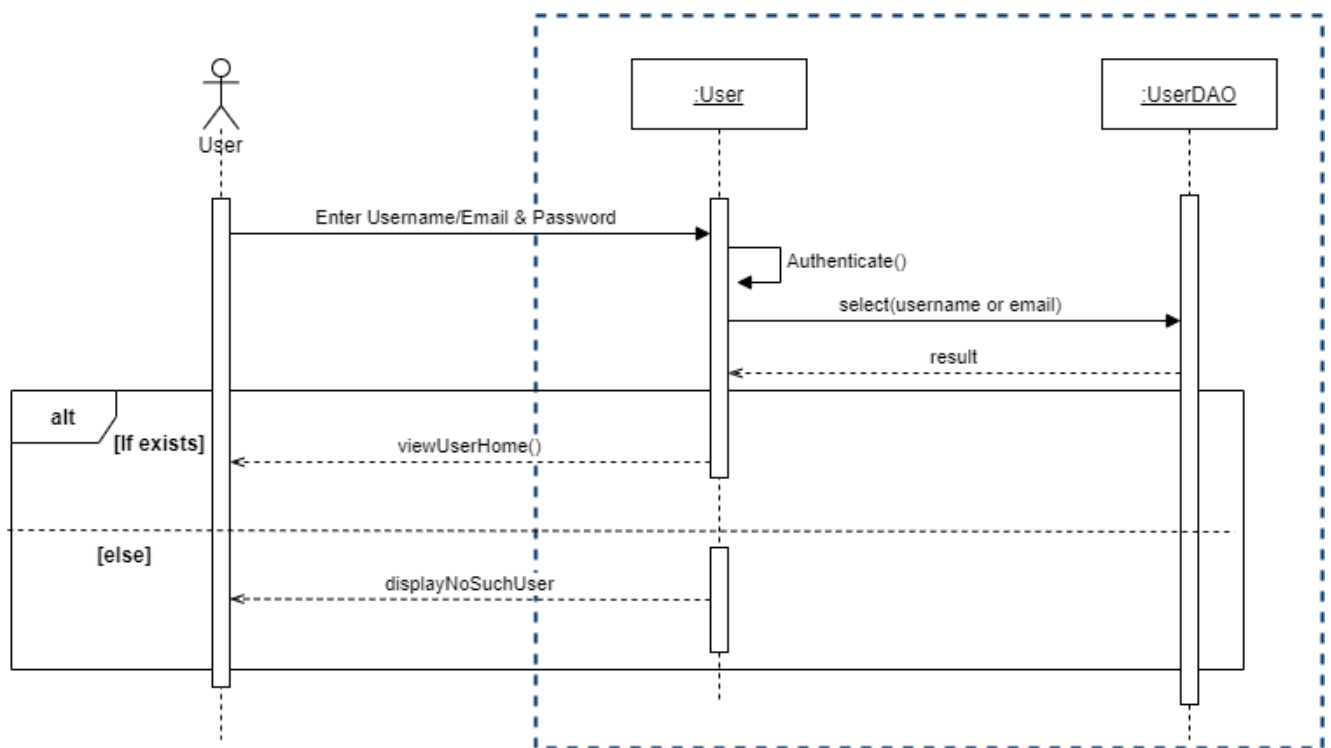 :User
:UserDAO
User
Enter Username/Email & Password
Authenticate()
select(username or email)
result
alt
[If exists]
viewUserHome()
[else]
displayNoSuchUser